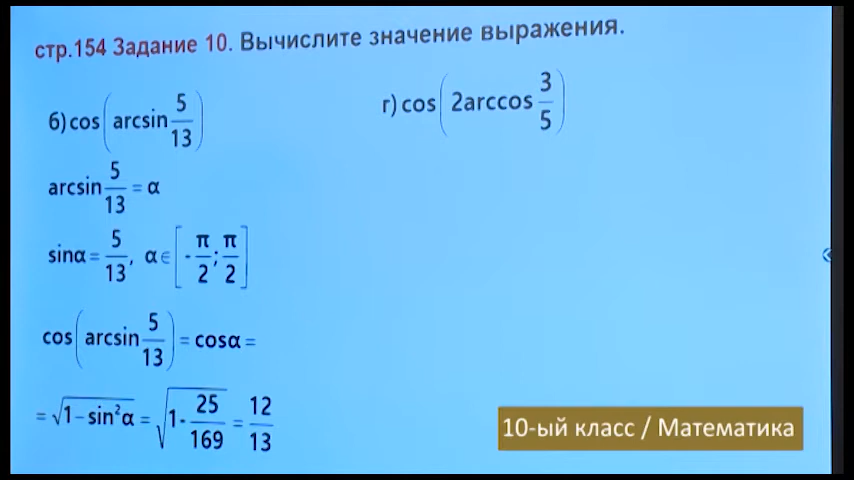 стр.154 Задание 10. Вычислите значение выражения.
б) cos(arcsin 5/13)
arcsin 5/13 = α
sinα = 5/13, α∈[-π/2; π/2]
cos(arcsin 5/13) = cosα =
= √(1-sin²α) = √(1-25/169) = 12/13
г) cos(2arccos 3/5)
10-ый класс / Математика